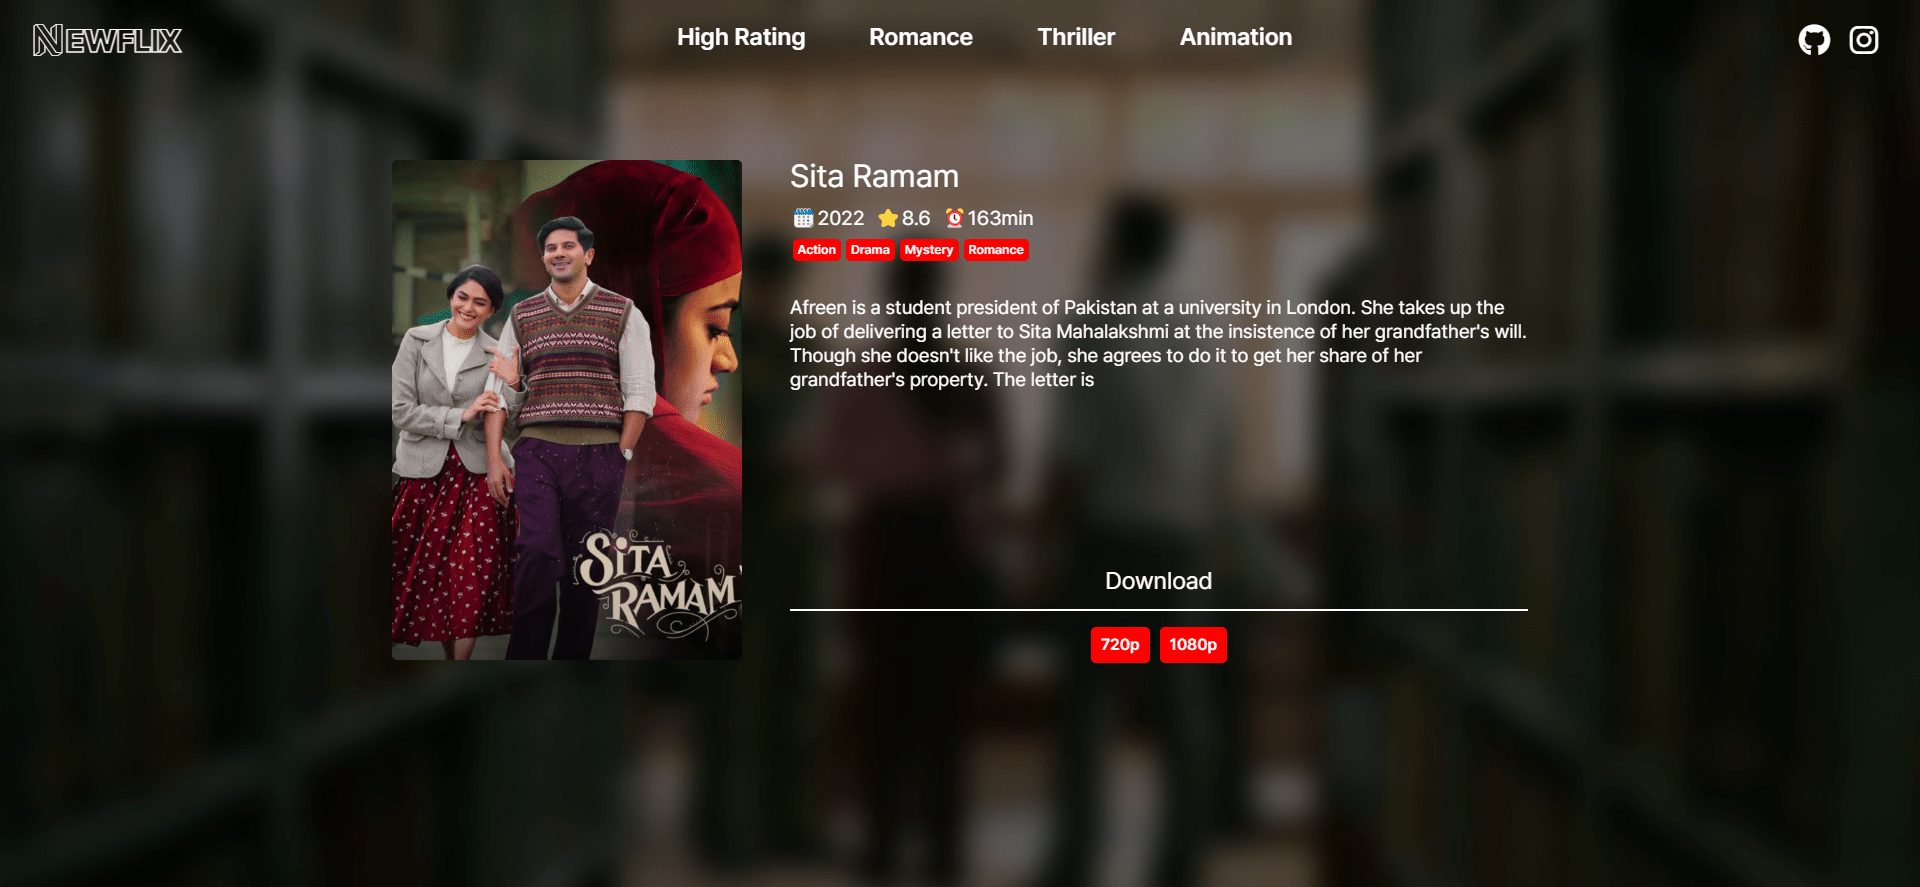 NEWFLIX
High Rating
Romance
Thriller
Animation
Sita Ramam
2022
8.6
163min
Action
Drama
Mystery
Romance
Afreen is a student president of Pakistan at a university in London. She takes up the
job of delivering a letter to Sita Mahalakshmi at the insistence of her grandfather's will.
Though she doesn't like the job, she agrees to do it to get her share of her
grandfather's property. The letter is
SiTA
RAMAM
Download
720p
1080p